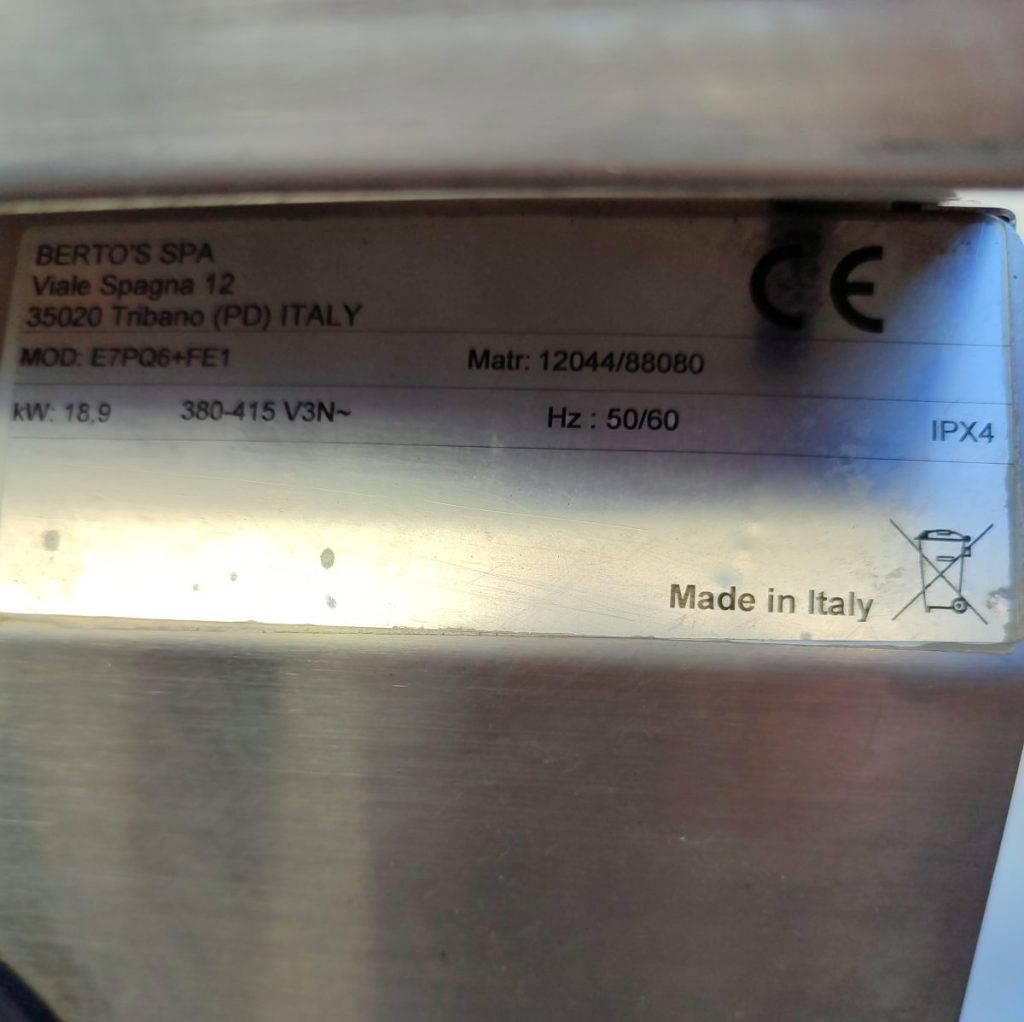 BERTO'S SPA
Viale Spagna 12
35020 Tribano (PD) ITALY
CE
MOD: E7PQ6+FE1 Matr: 12044/88080
kW: 18,9 380-415 V3N~ Hz : 50/60 IPX4
Made in Italy